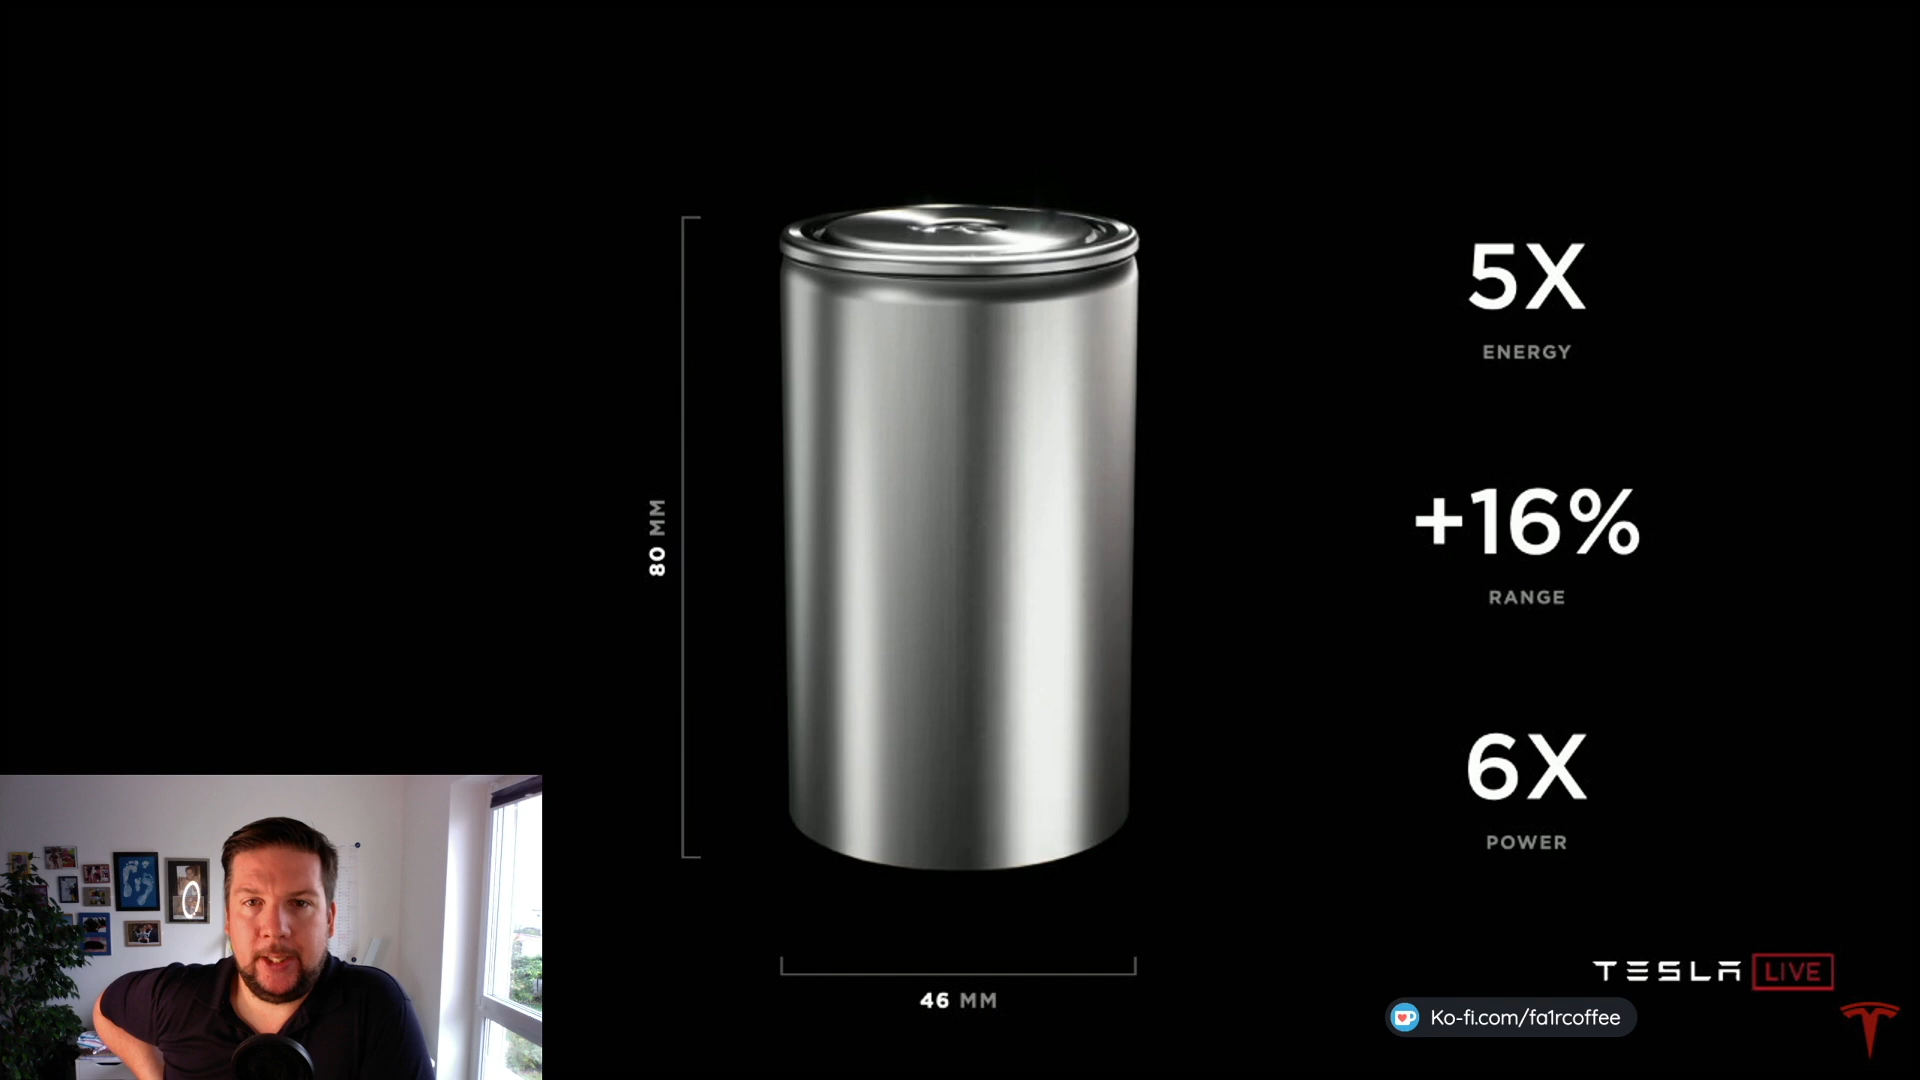 5X
ENERGY
80 MM
+16%
RANGE
6X
POWER
46 MM
TESLA LIVE
Ko-fi.com/fa1rcoffee